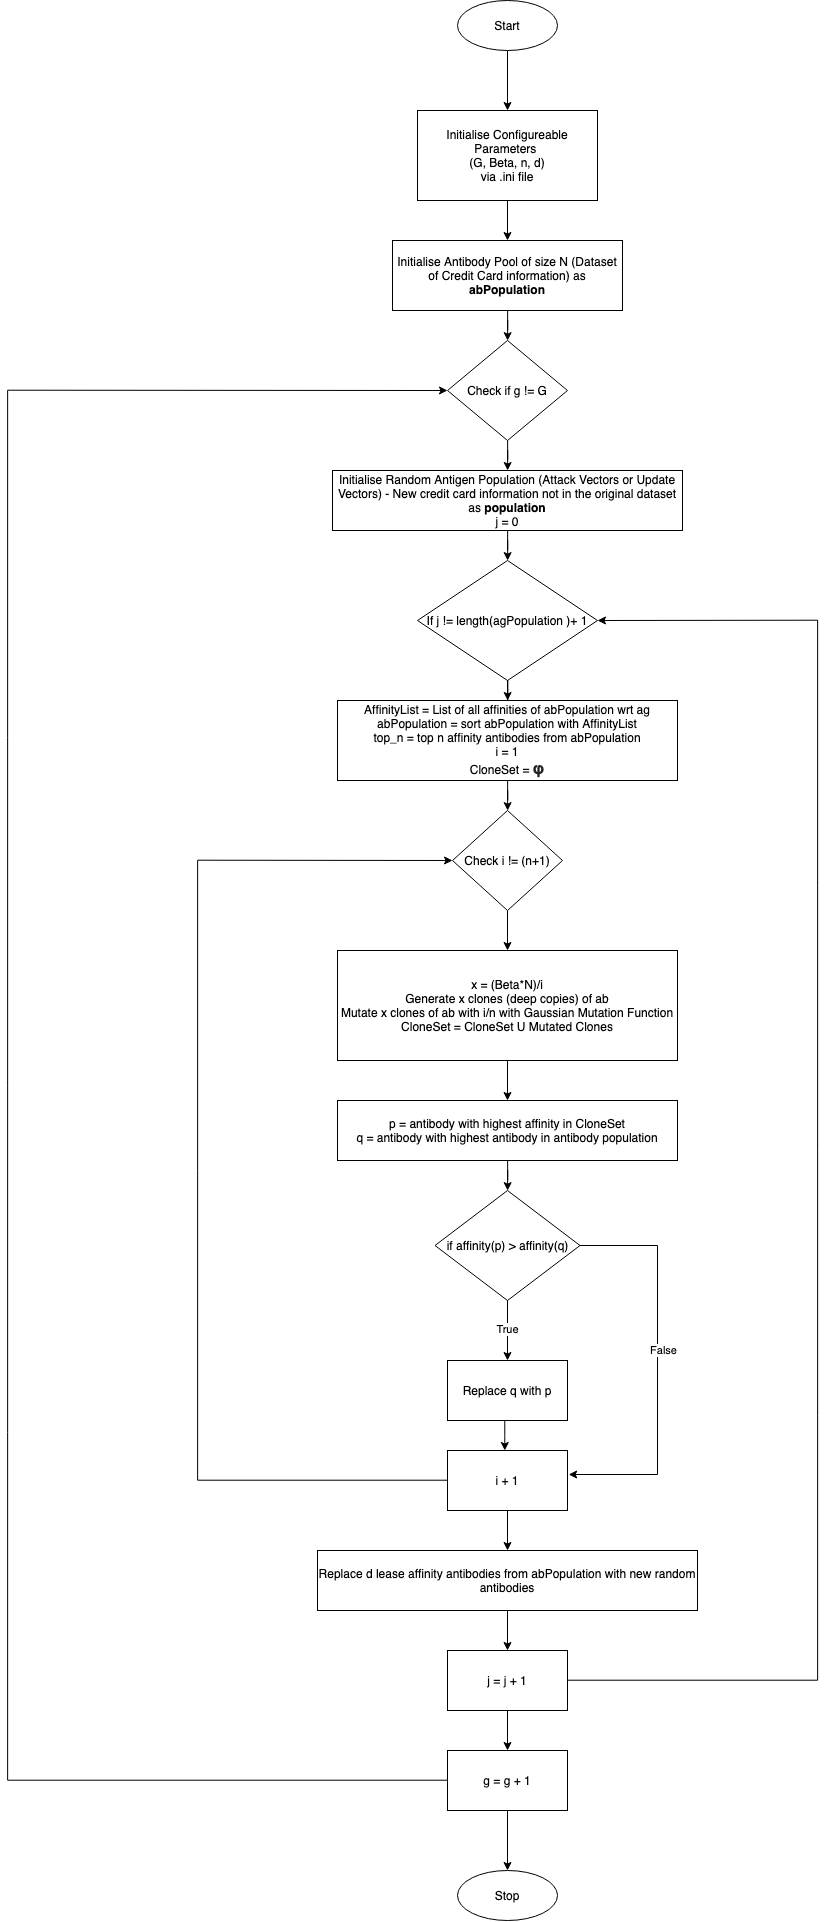 Start
Initialise Configureable
Parameters
(G, Beta, n, d)
via .ini file
Initialise Antibody Pool of size N (Dataset
of Credit Card information) as
abPopulation
Check if g != G
Initialise Random Antigen Population (Attack Vectors or Update
Vectors) - New credit card information not in the original dataset
as population
j = 0
If j != length(agPopulation )+ 1
AffinityList = List of all affinities of abPopulation wrt ag
abPopulation = sort abPopulation with AffinityList
top_n = top n affinity antibodies from abPopulation
i = 1
CloneSet = φ
Check i != (n+1)
x = (Beta*N)/i
Generate x clones (deep copies) of ab
Mutate x clones of ab with i/n with Gaussian Mutation Function
CloneSet = CloneSet U Mutated Clones
p = antibody with highest affinity in CloneSet
q = antibody with highest antibody in antibody population
if affinity(p) > affinity(q)
True
False
Replace q with p
i + 1
Replace d lease affinity antibodies from abPopulation with new random
antibodies
j = j + 1
g = g + 1
Stop